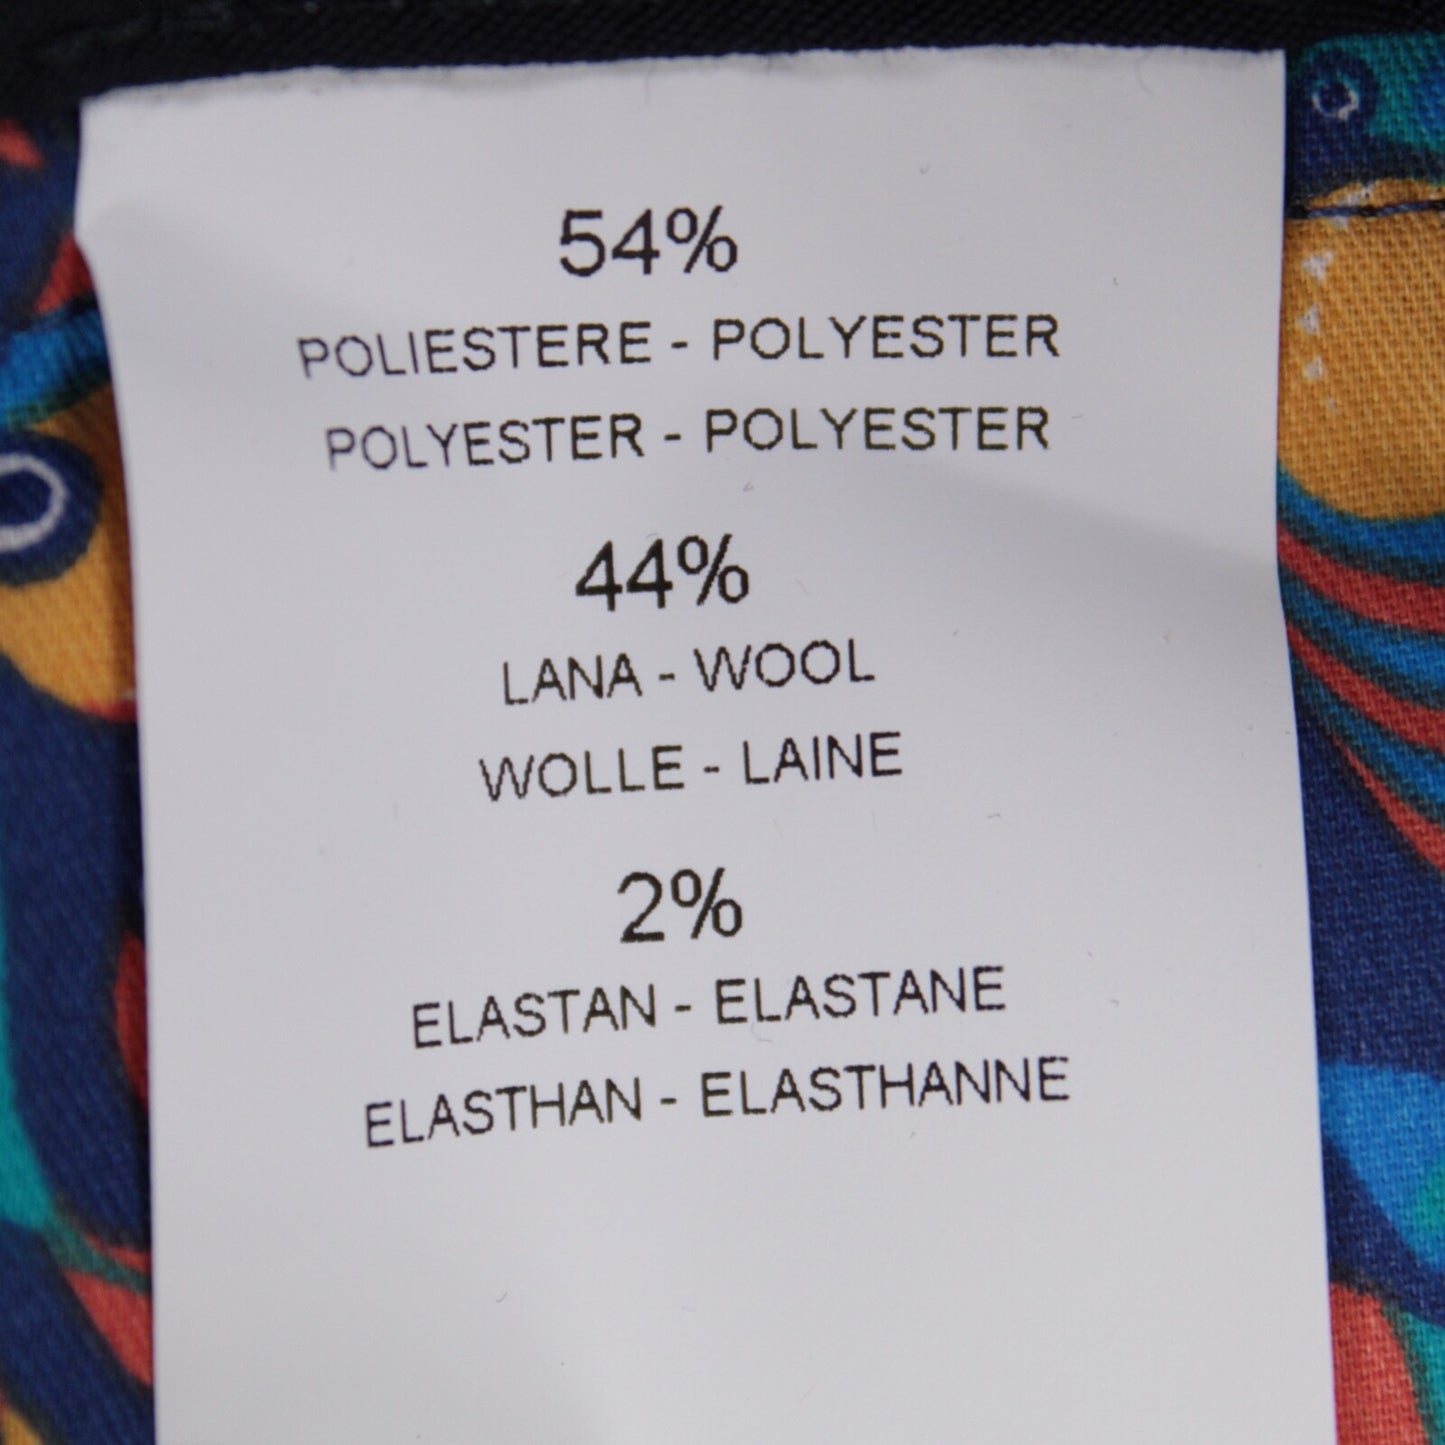 54%
POLIESTERE - POLYESTER
POLYESTER - POLYESTER
44%
LANA - WOOL
WOLLE - LAINE
2%
ELASTAN - ELASTANE
ELASTHAN - ELASTHANNE